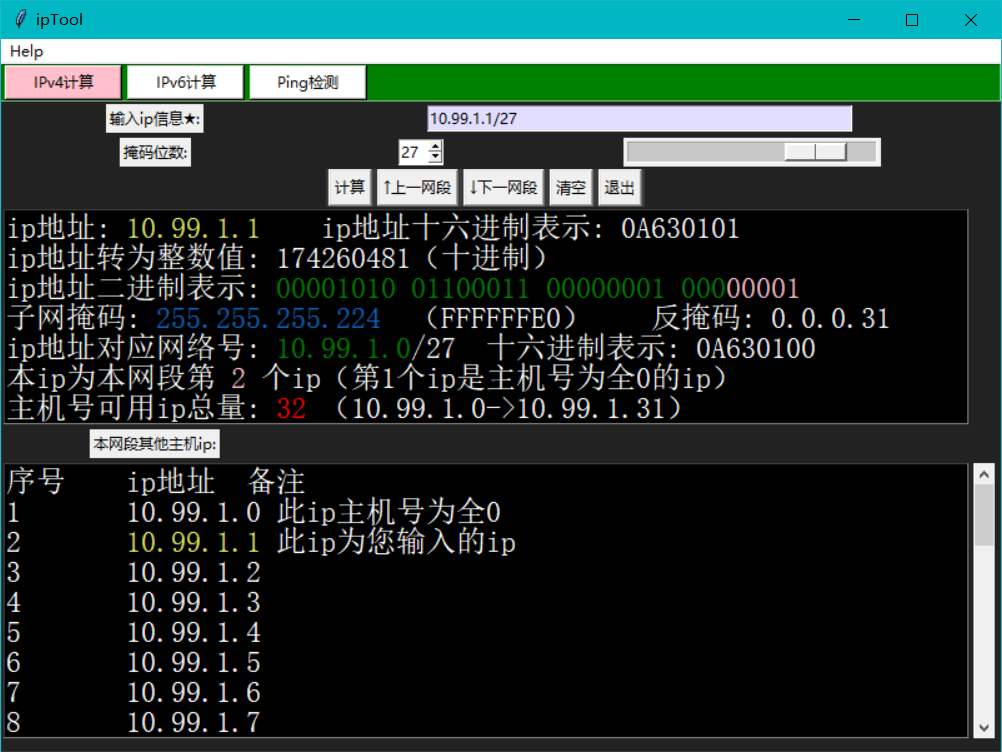 ipTool
Help
IPv4计算 IPv6计算 Ping检测
输入ip信息★: 10.99.1.1/27
掩码位数: 27
计算 ↑上一网段 ↓下一网段 清空 退出
ip地址: 10.99.1.1 ip地址十六进制表示: 0A630101
ip地址转为整数值: 174260481（十进制）
ip地址二进制表示: 00001010 01100011 00000001 00000001
子网掩码: 255.255.255.224 （FFFFFFE0） 反掩码: 0.0.0.31
ip地址对应网络号: 10.99.1.0/27 十六进制表示: 0A630100
本ip为本网段第 2 个ip（第1个ip是主机号为全0的ip）
主机号可用ip总量: 32 （10.99.1.0->10.99.1.31）
本网段其他主机ip:
序号 ip地址 备注
1 10.99.1.0 此ip主机号为全0
2 10.99.1.1 此ip为您输入的ip
3 10.99.1.2
4 10.99.1.3
5 10.99.1.4
6 10.99.1.5
7 10.99.1.6
8 10.99.1.7